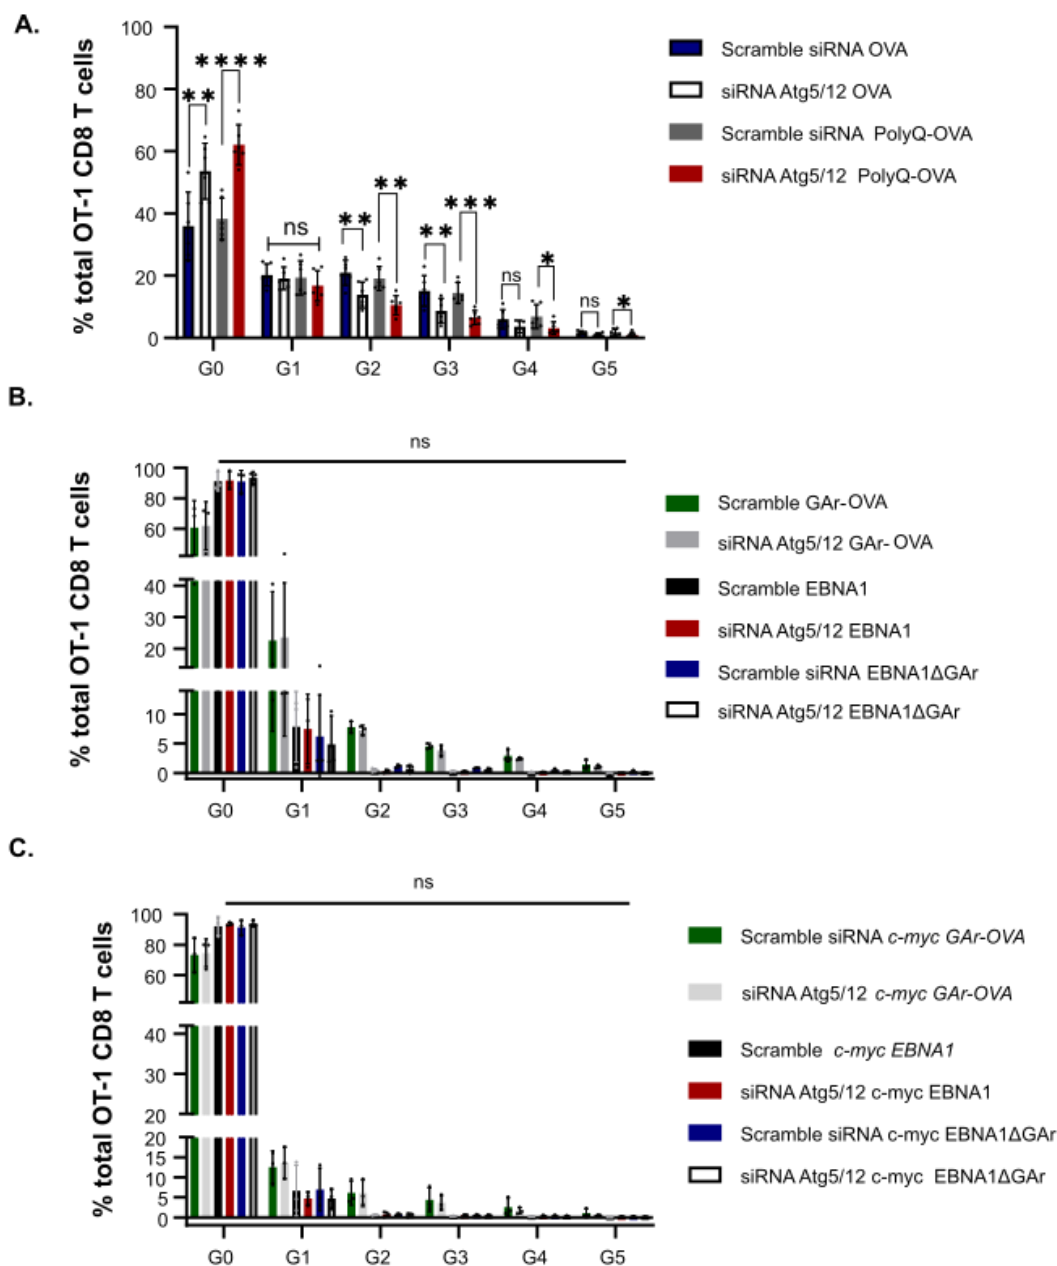 A.
% total OT-1 CD8 T cells
100
80
60
40
20
0
****
**
ns
**
**
**
***
ns
*
ns
*
G0 G1 G2 G3 G4 G5
Scramble siRNA OVA
siRNA Atg5/12 OVA
Scramble siRNA PolyQ-OVA
siRNA Atg5/12 PolyQ-OVA
B.
% total OT-1 CD8 T cells
ns
100
80
60
40
30
20
10
5
0
G0 G1 G2 G3 G4 G5
Scramble GAr-OVA
siRNA Atg5/12 GAr-OVA
Scramble EBNA1
siRNA Atg5/12 EBNA1
Scramble siRNA EBNA1ΔGAr
siRNA Atg5/12 EBNA1ΔGAr
C.
% total OT-1 CD8 T cells
ns
100
80
60
40
30
20
20
15
10
5
0
G0 G1 G2 G3 G4 G5
Scramble siRNA c-myc GAr-OVA
siRNA Atg5/12 c-myc GAr-OVA
Scramble c-myc EBNA1
siRNA Atg5/12 c-myc EBNA1
Scramble siRNA c-myc EBNA1ΔGAr
siRNA Atg5/12 c-myc EBNA1ΔGAr